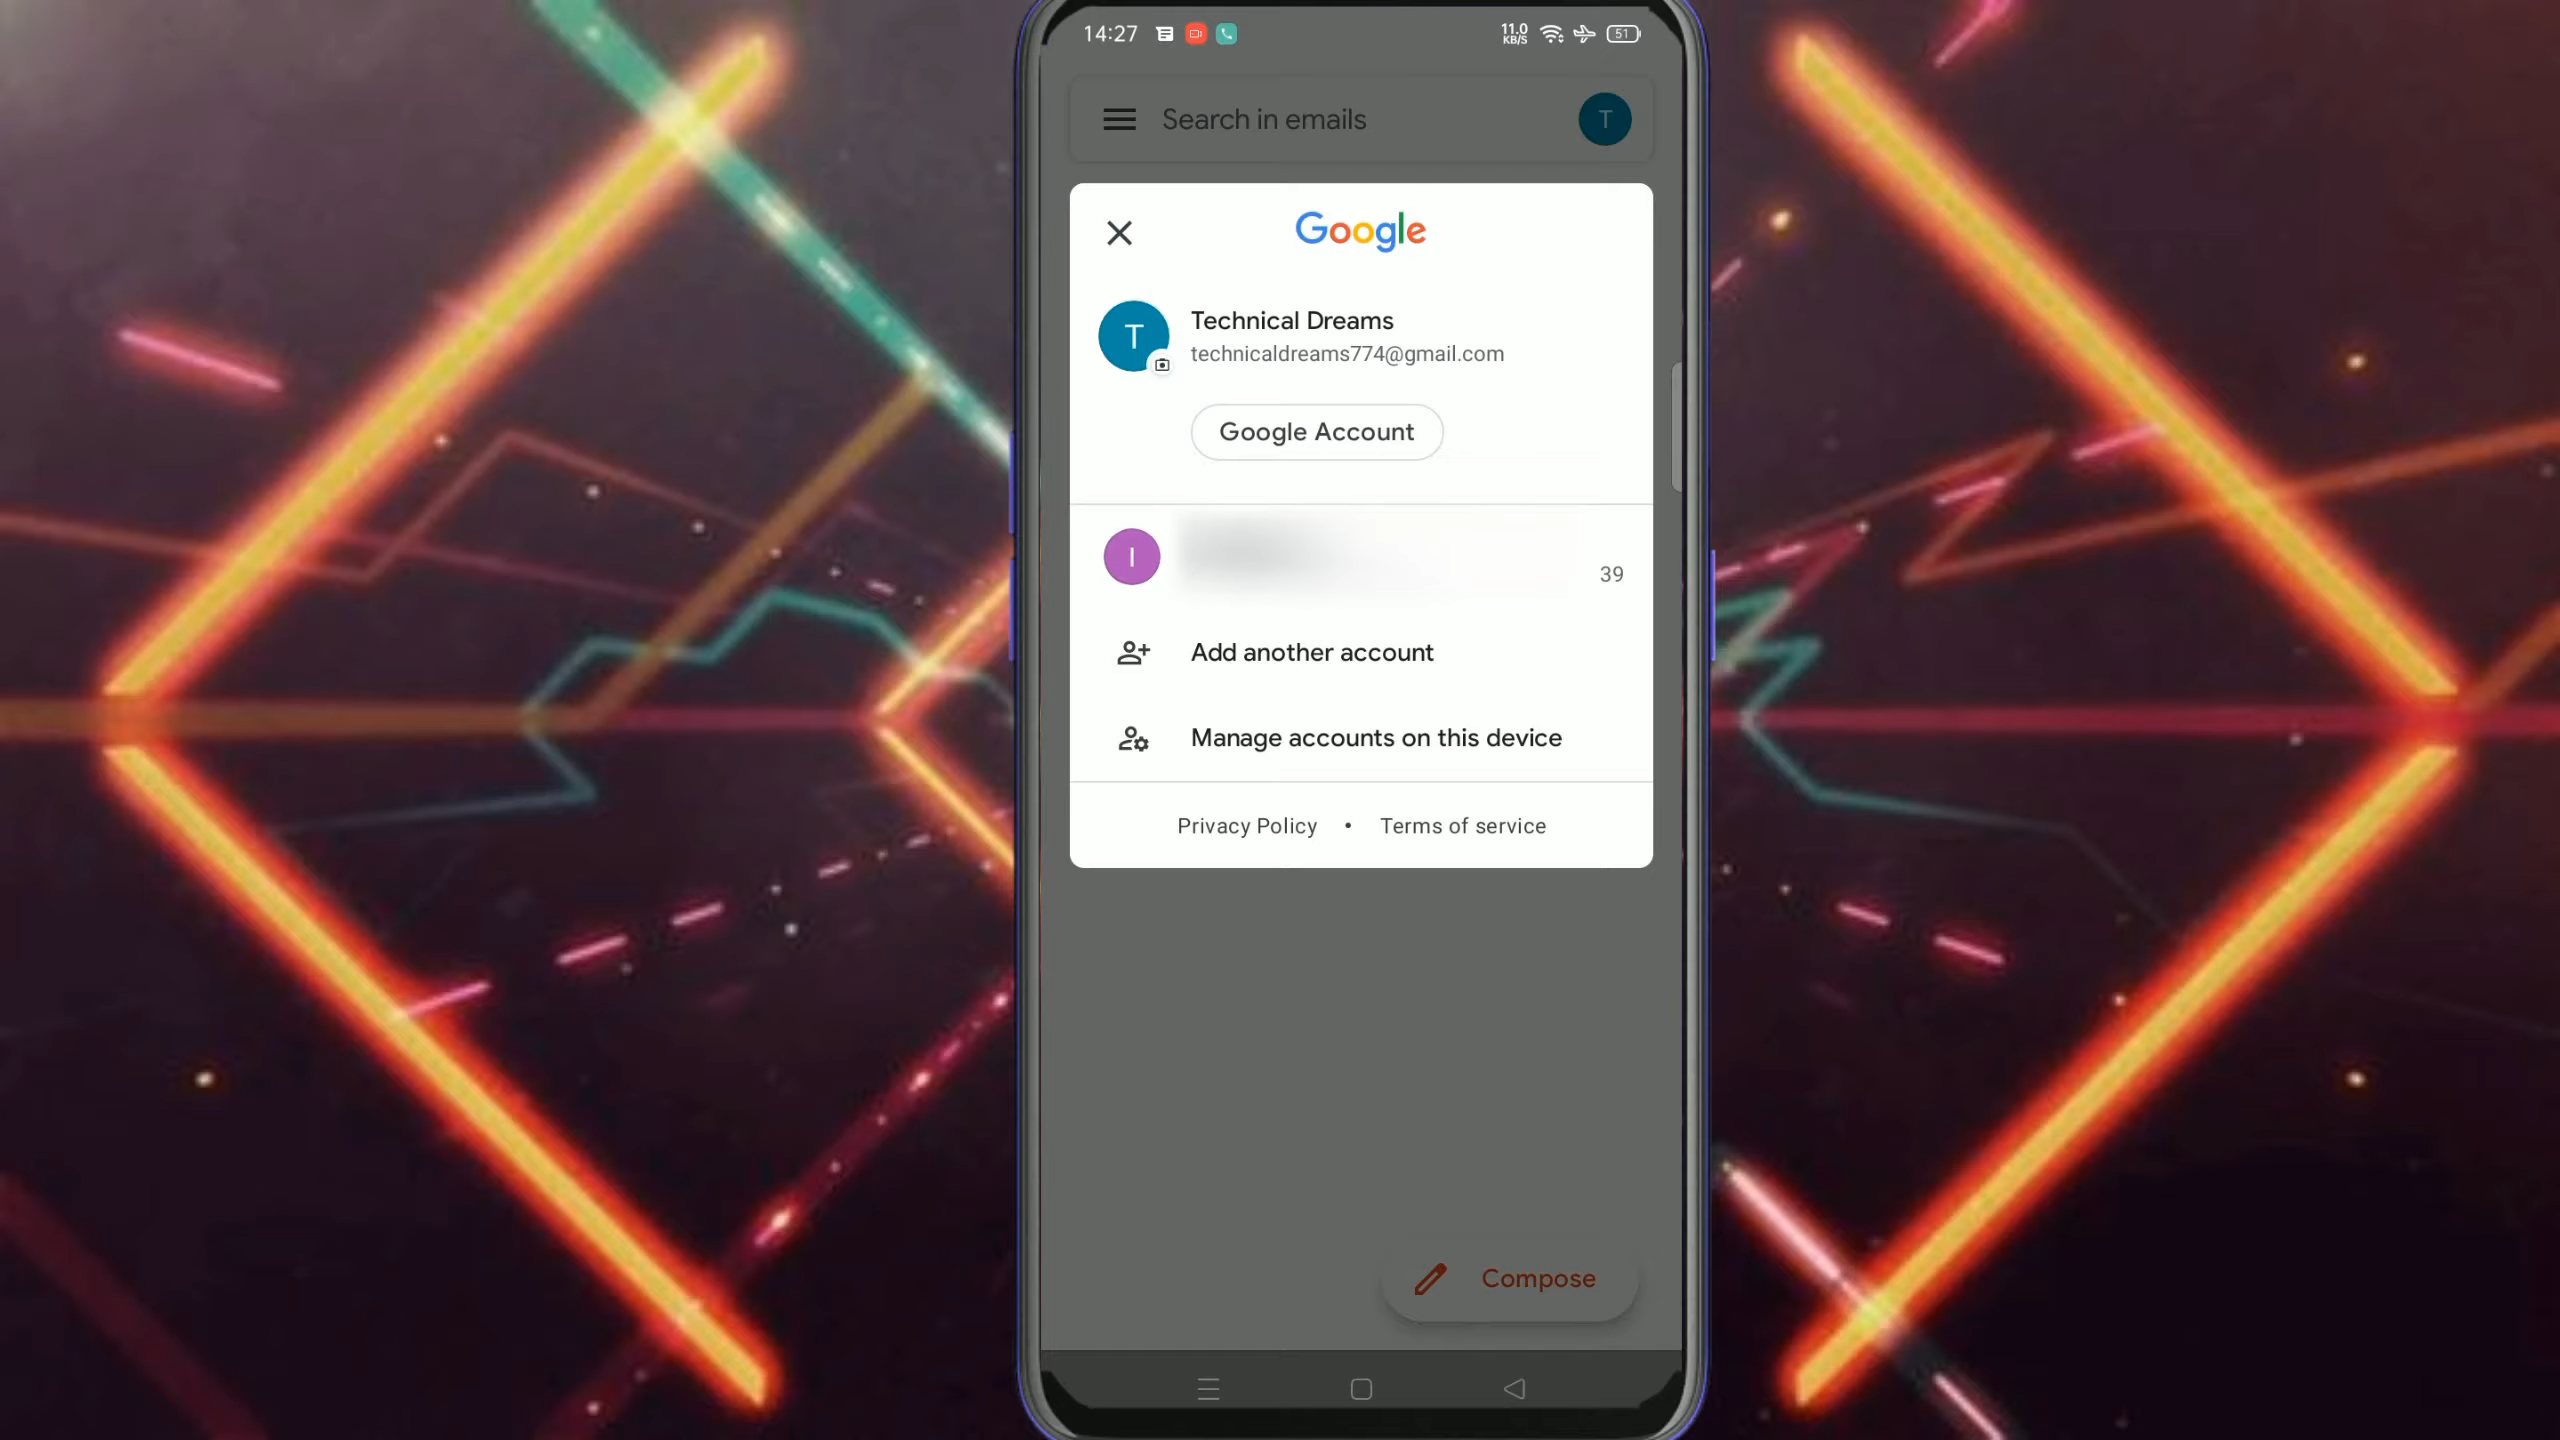 14:27
11.0
KB/S
51
Search in emails
T
Google
T
Technical Dreams
technicaldreams774@gmail.com
Google Account
I
39
Add another account
Manage accounts on this device
Privacy Policy • Terms of service
Compose